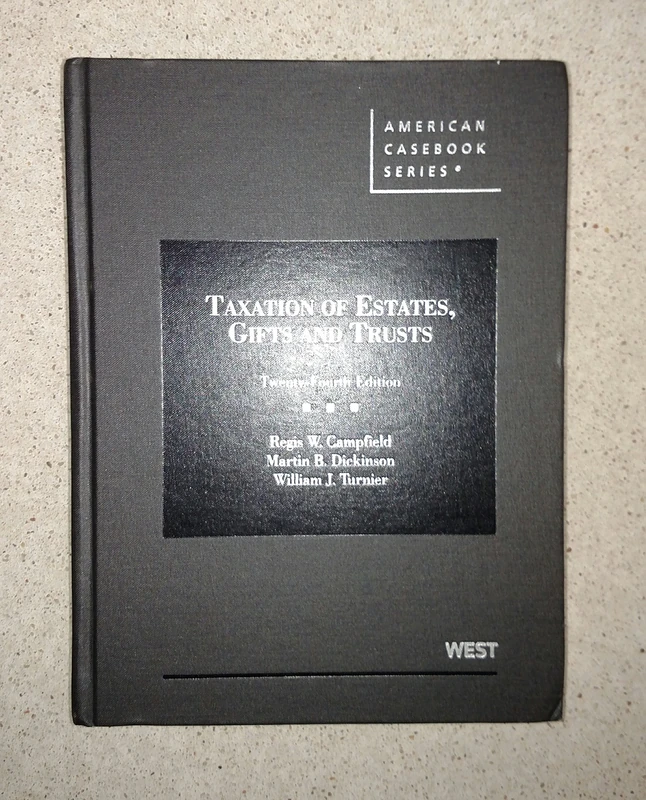 AMERICAN
CASEBOOK
SERIES®
TAXATION OF ESTATES,
GIFTS AND TRUSTS
Twenty-Fourth Edition
Regis W. Campfield
Martin B. Dickinson
William J. Turnier
WEST